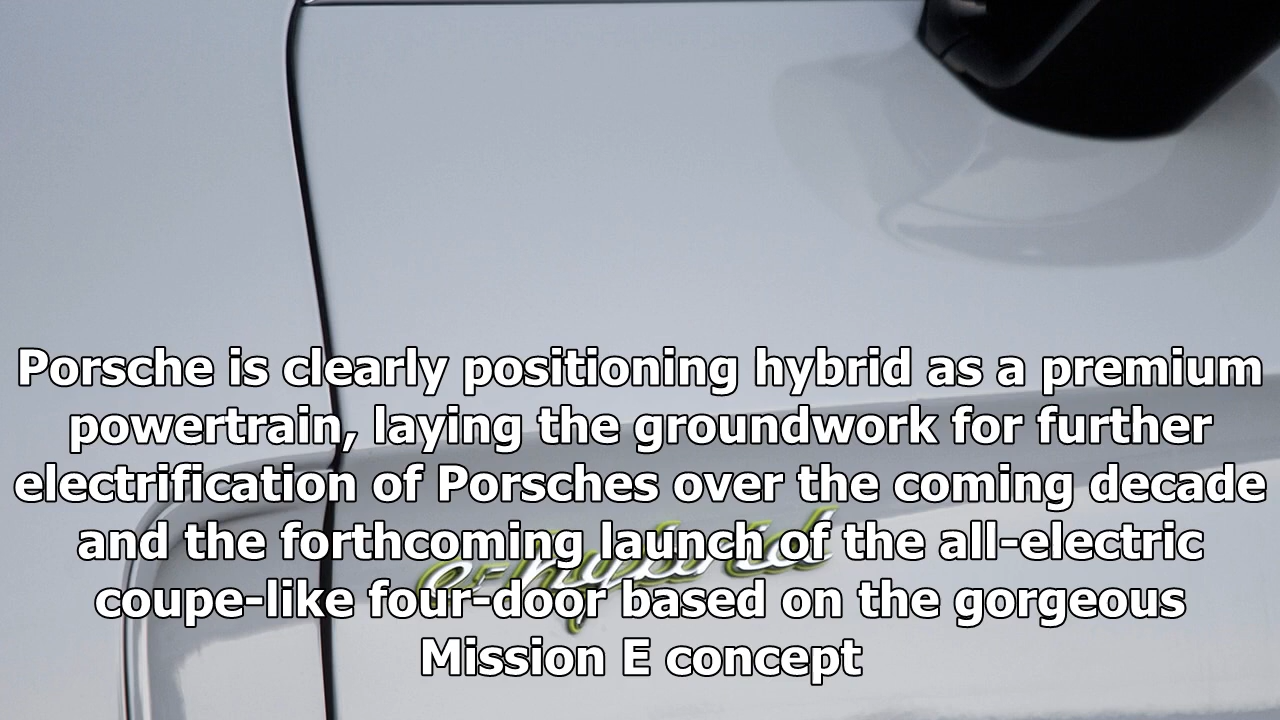 Porsche is clearly positioning hybrid as a premium
powertrain, laying the groundwork for further
electrification of Porsches over the coming decade
and the forthcoming launch of the all-electric
e-hybrid
coupe-like four-door based on the gorgeous
Mission E concept